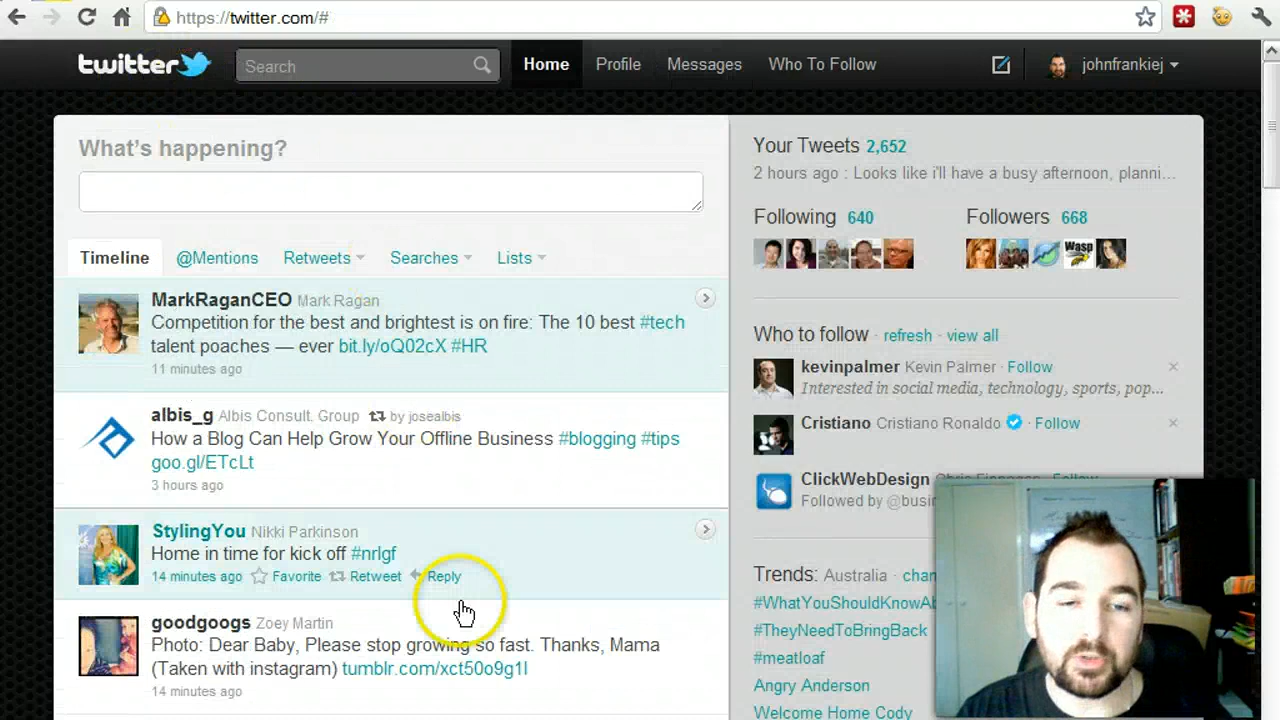 https://twitter.com/#
twitter
Search
Home
Profile
Messages
Who To Follow
johnfrankiej
What's happening?
Timeline
@Mentions
Retweets
Searches
Lists
MarkRaganCEO Mark Ragan
Competition for the best and brightest is on fire: The 10 best #tech
talent poaches — ever bit.ly/oQ02cX #HR
11 minutes ago
albis_g Albis Consult. Group by josealbis
How a Blog Can Help Grow Your Offline Business #blogging #tips
goo.gl/ETcLt
3 hours ago
StylingYou Nikki Parkinson
Home in time for kick off #nrlgf
14 minutes ago Favorite Retweet Reply
goodgoogs Zoey Martin
Photo: Dear Baby, Please stop growing so fast. Thanks, Mama
(Taken with instagram) tumblr.com/xct50o9g1l
14 minutes ago
Your Tweets 2,652
2 hours ago : Looks like i'll have a busy afternoon, planni...
Following 640
Followers 668
Wasp
Who to follow · refresh · view all
kevinpalmer Kevin Palmer · Follow
Interested in social media, technology, sports, pop...
Cristiano Cristiano Ronaldo · Follow
ClickWebDesign Chris Finnegan · Follow
Followed by @busi
Trends: Australia · chan
#WhatYouShouldKnowAb
#TheyNeedToBringBack
#meatloaf
Angry Anderson
Welcome Home Cody